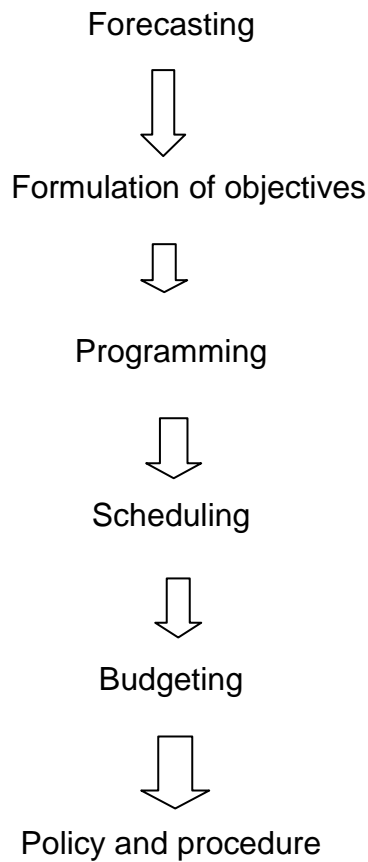 Forecasting
Formulation of objectives
Programming
Scheduling
Budgeting
Policy and procedure